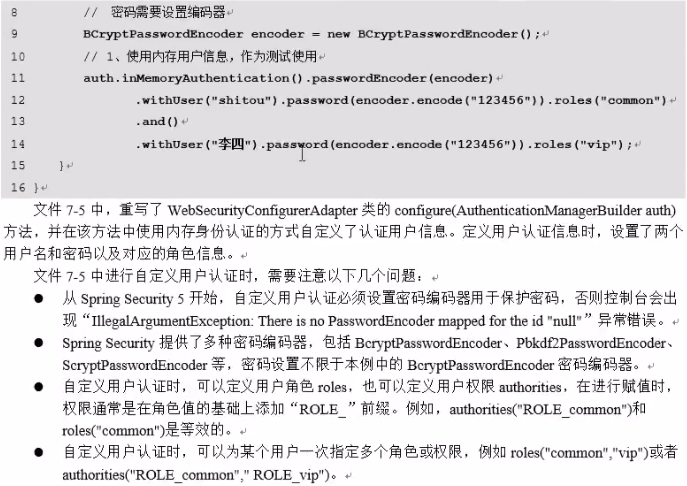 8 // 密码需要设置编码器
9 BCryptPasswordEncoder encoder = new BCryptPasswordEncoder();
10 // 1、使用内存用户信息，作为测试使用
11 auth.inMemoryAuthentication().passwordEncoder(encoder)
12 .withUser("shitou").password(encoder.encode("123456")).roles("common")
13 .and()
14 .withUser("李四").password(encoder.encode("123456")).roles("vip");
15 }
16 }
文件 7-5 中，重写了 WebSecurityConfigurerAdapter 类的 configure(AuthenticationManagerBuilder auth)
方法，并在该方法中使用内存身份认证的方式自定义了认证用户信息。定义用户认证信息时，设置了两个
用户名和密码以及对应的角色信息。
文件 7-5 中进行自定义用户认证时，需要注意以下几个问题：
● 从 Spring Security 5 开始，自定义用户认证必须设置密码编码器用于保护密码，否则控制台会出
现“IllegalArgumentException: There is no PasswordEncoder mapped for the id "null"”异常错误。
● Spring Security 提供了多种密码编码器，包括 BcryptPasswordEncoder、Pbkdf2PasswordEncoder、
ScryptPasswordEncoder 等，密码设置不限于本例中的 BcryptPasswordEncoder 密码编码器。
● 自定义用户认证时，可以定义用户角色 roles，也可以定义用户权限 authorities，在进行赋值时，
权限通常是在角色值的基础上添加“ROLE_”前缀。例如，authorities("ROLE_common")和
roles("common")是等效的。
● 自定义用户认证时，可以为某个用户一次指定多个角色或权限，例如 roles("common","vip")或者
authorities("ROLE_common"," ROLE_vip")。